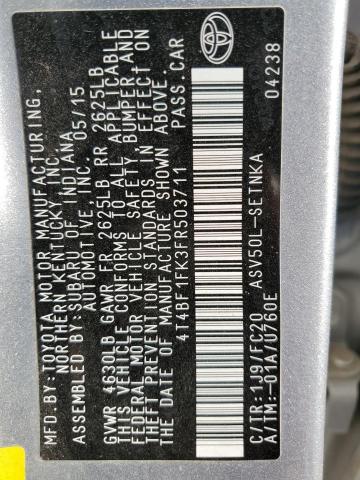 MFD. BY: TOYOTA MOTOR MANUFACTURING,
NORTHERN KENTUCKY, INC.
ASSEMBLED BY: SUBARU OF INDIANA
AUTOMOTIVE, INC. 05/15
GVWR 4630LB GAWR FR 2625LB RR 2625LB
THIS VEHICLE CONFORMS TO ALL APPLICABLE
FEDERAL MOTOR VEHICLE SAFETY, BUMPER, AND
THEFT PREVENTION STANDARDS IN EFFECT ON
THE DATE OF MANUFACTURE SHOWN ABOVE.
4T4BF1FK3FR503711 PASS. CAR
C/TR: 1J9/FC20 ASV50L-SETNKA
A/TM: -01A/U760E 04238